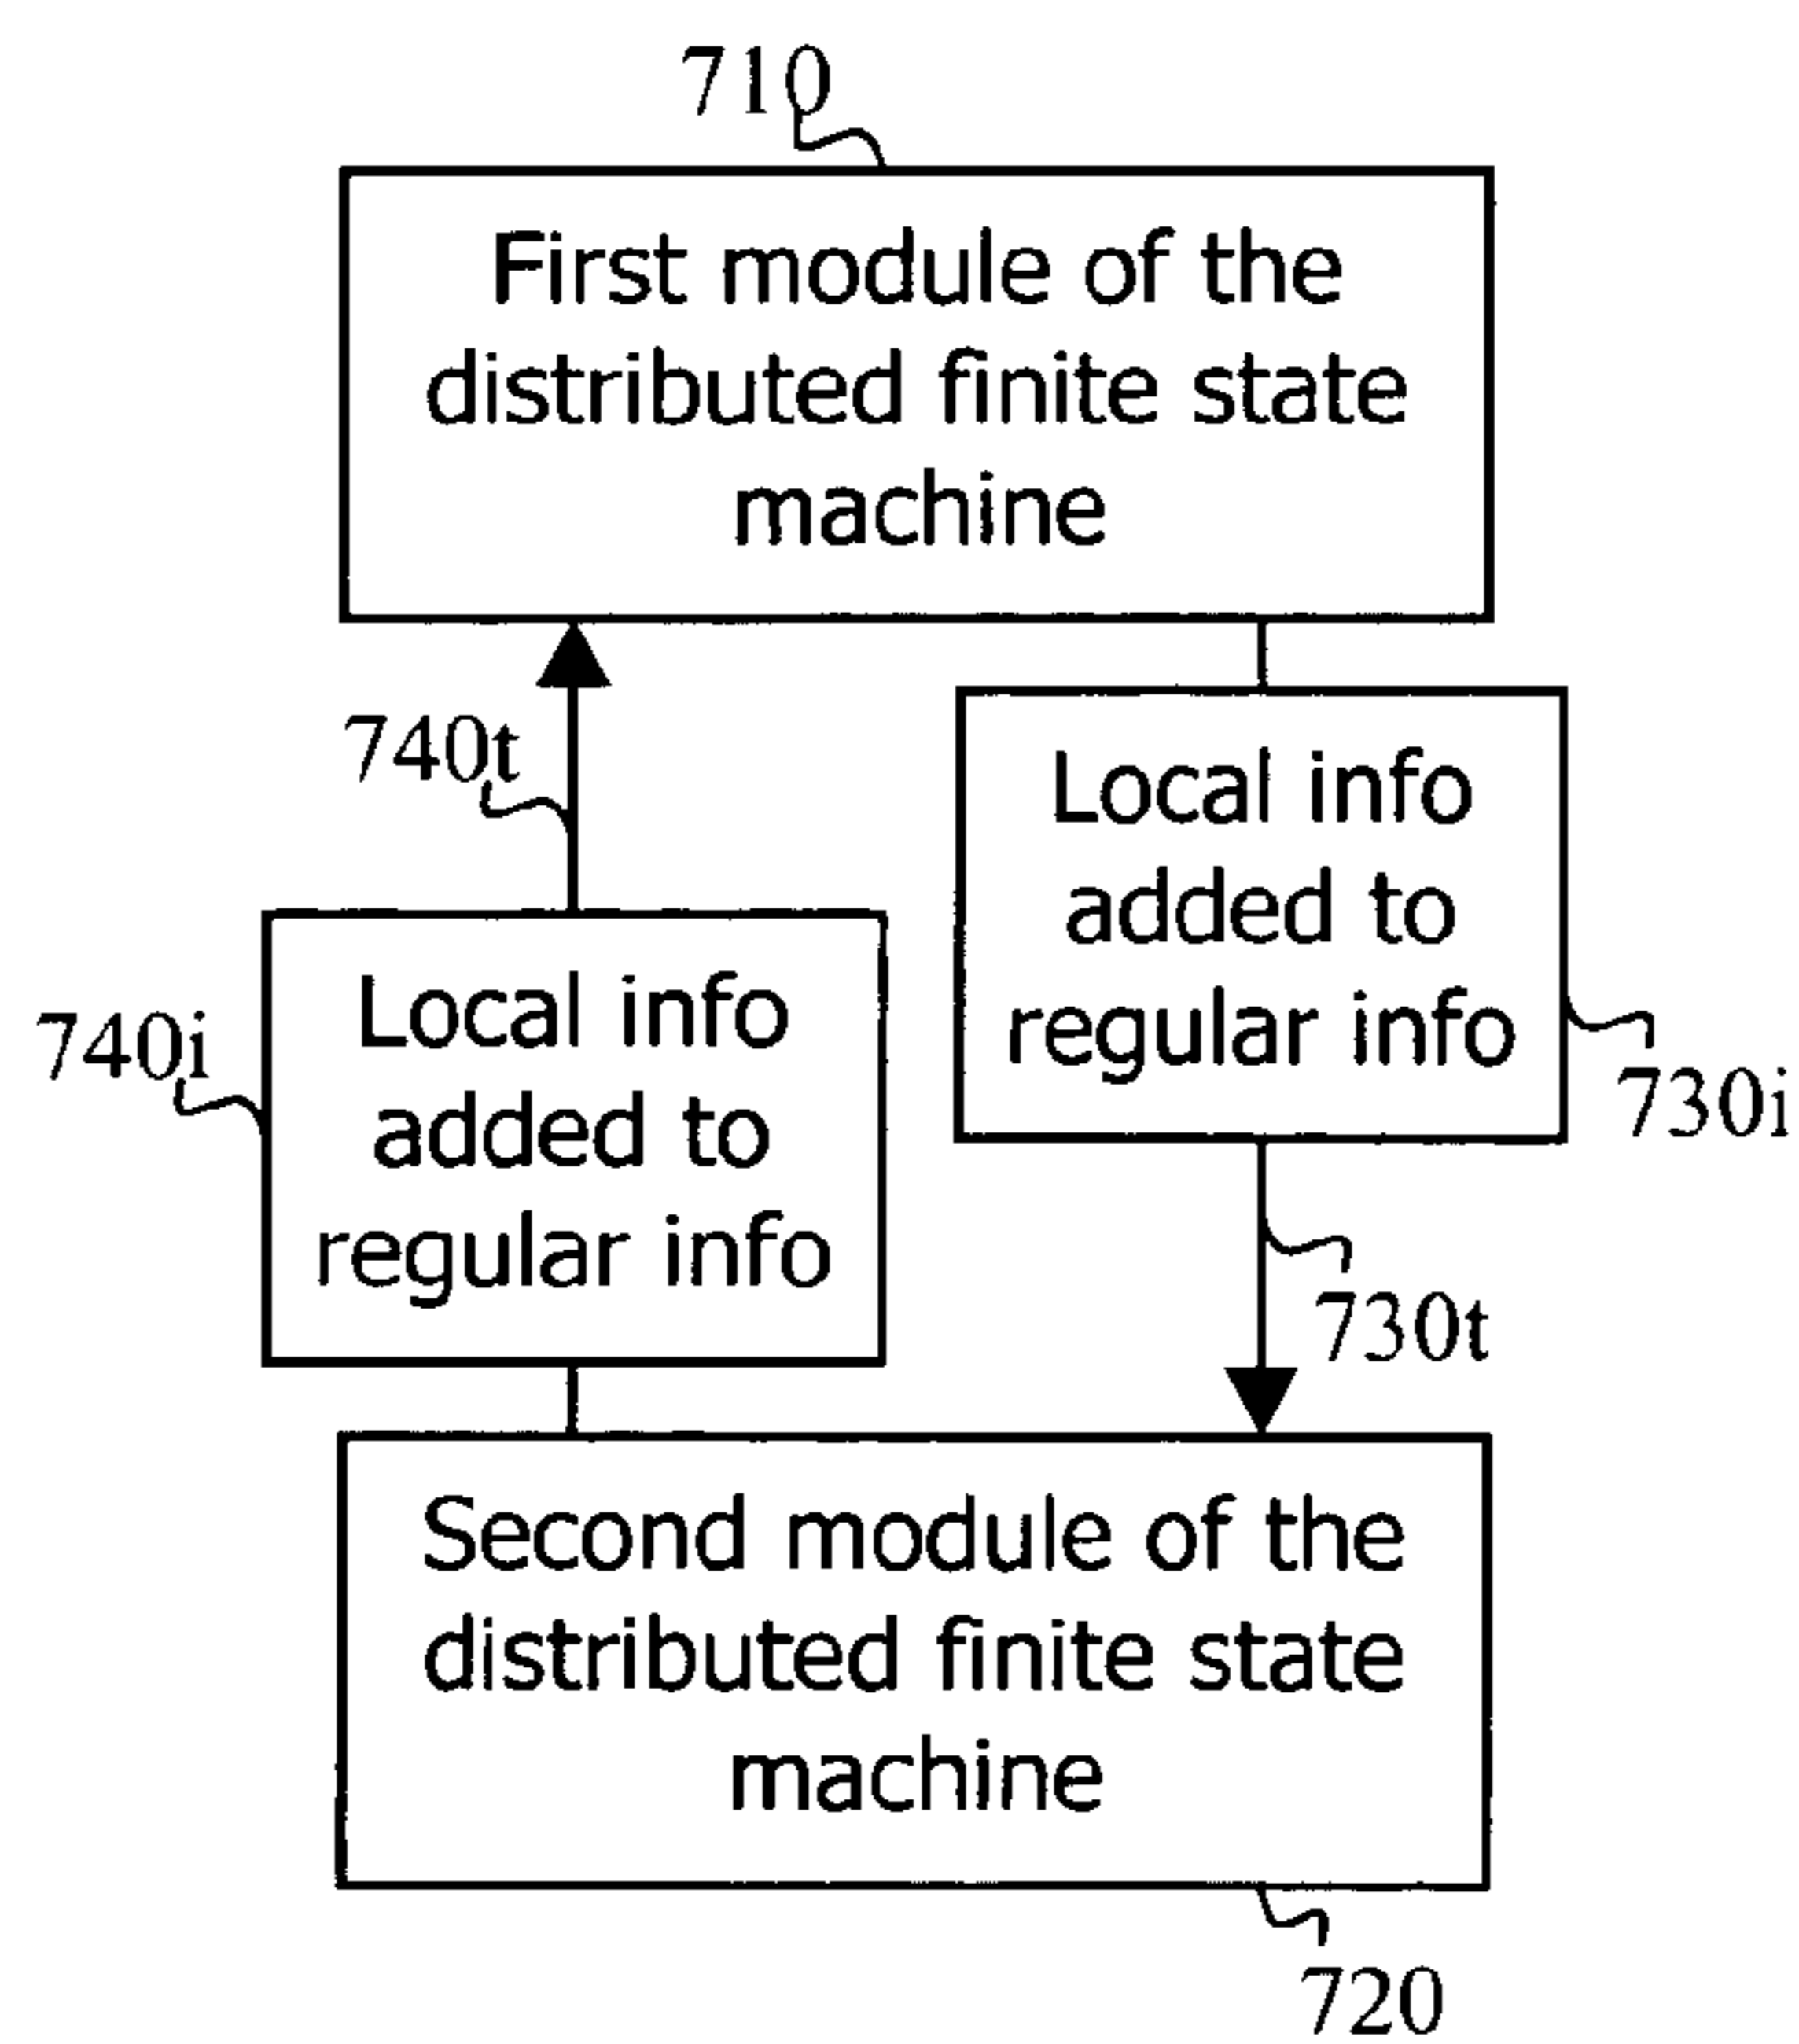 710
First module of the
distributed finite state
machine
740t
Local info
added to
regular info
730i
740i
Local info
added to
regular info
730t
Second module of the
distributed finite state
machine
720